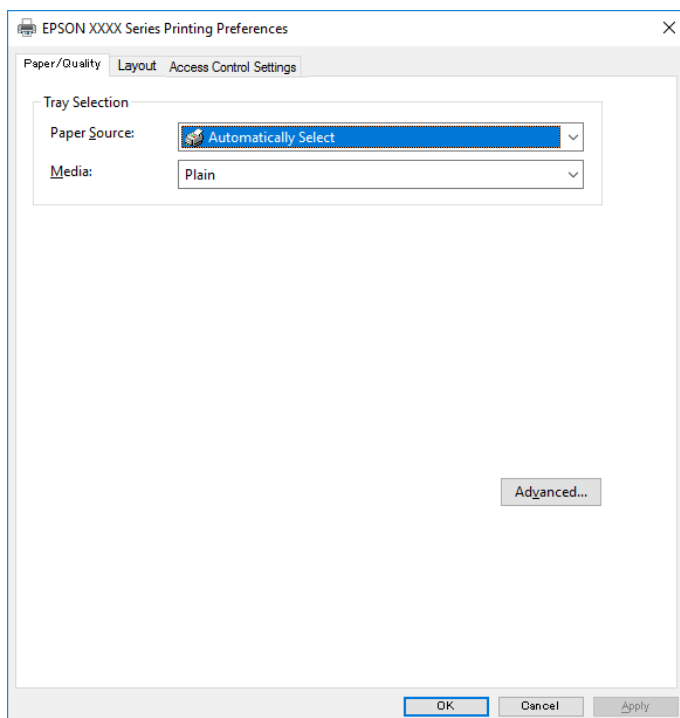 EPSON XXXX Series Printing Preferences
Paper/Quality Layout Access Control Settings
Tray Selection
Paper Source: Automatically Select
Media: Plain
Advanced...
OK Cancel Apply